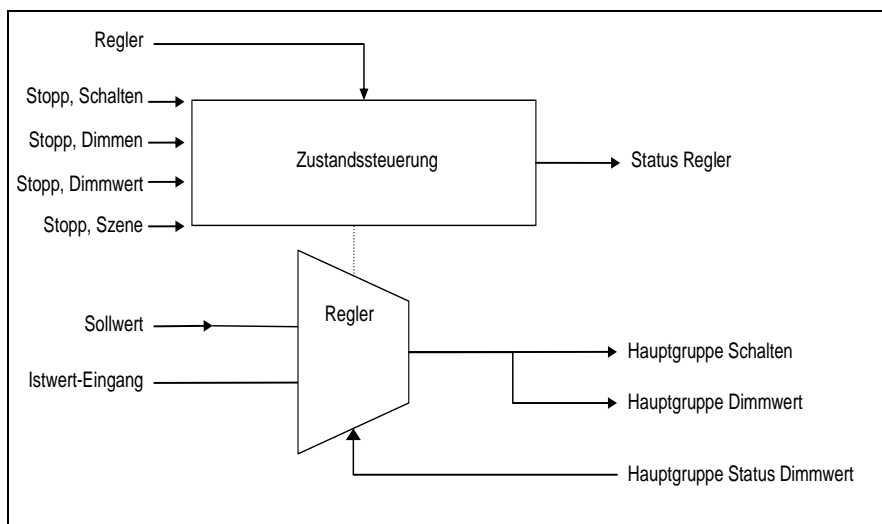 Regler
Stopp, Schalten
Stopp, Dimmen
Zustandssteuerung
Status Regler
Stopp, Dimmwert
Stopp, Szene
Regler
Sollwert
Hauptgruppe Schalten
Istwert-Eingang
Hauptgruppe Dimmwert
Hauptgruppe Status Dimmwert